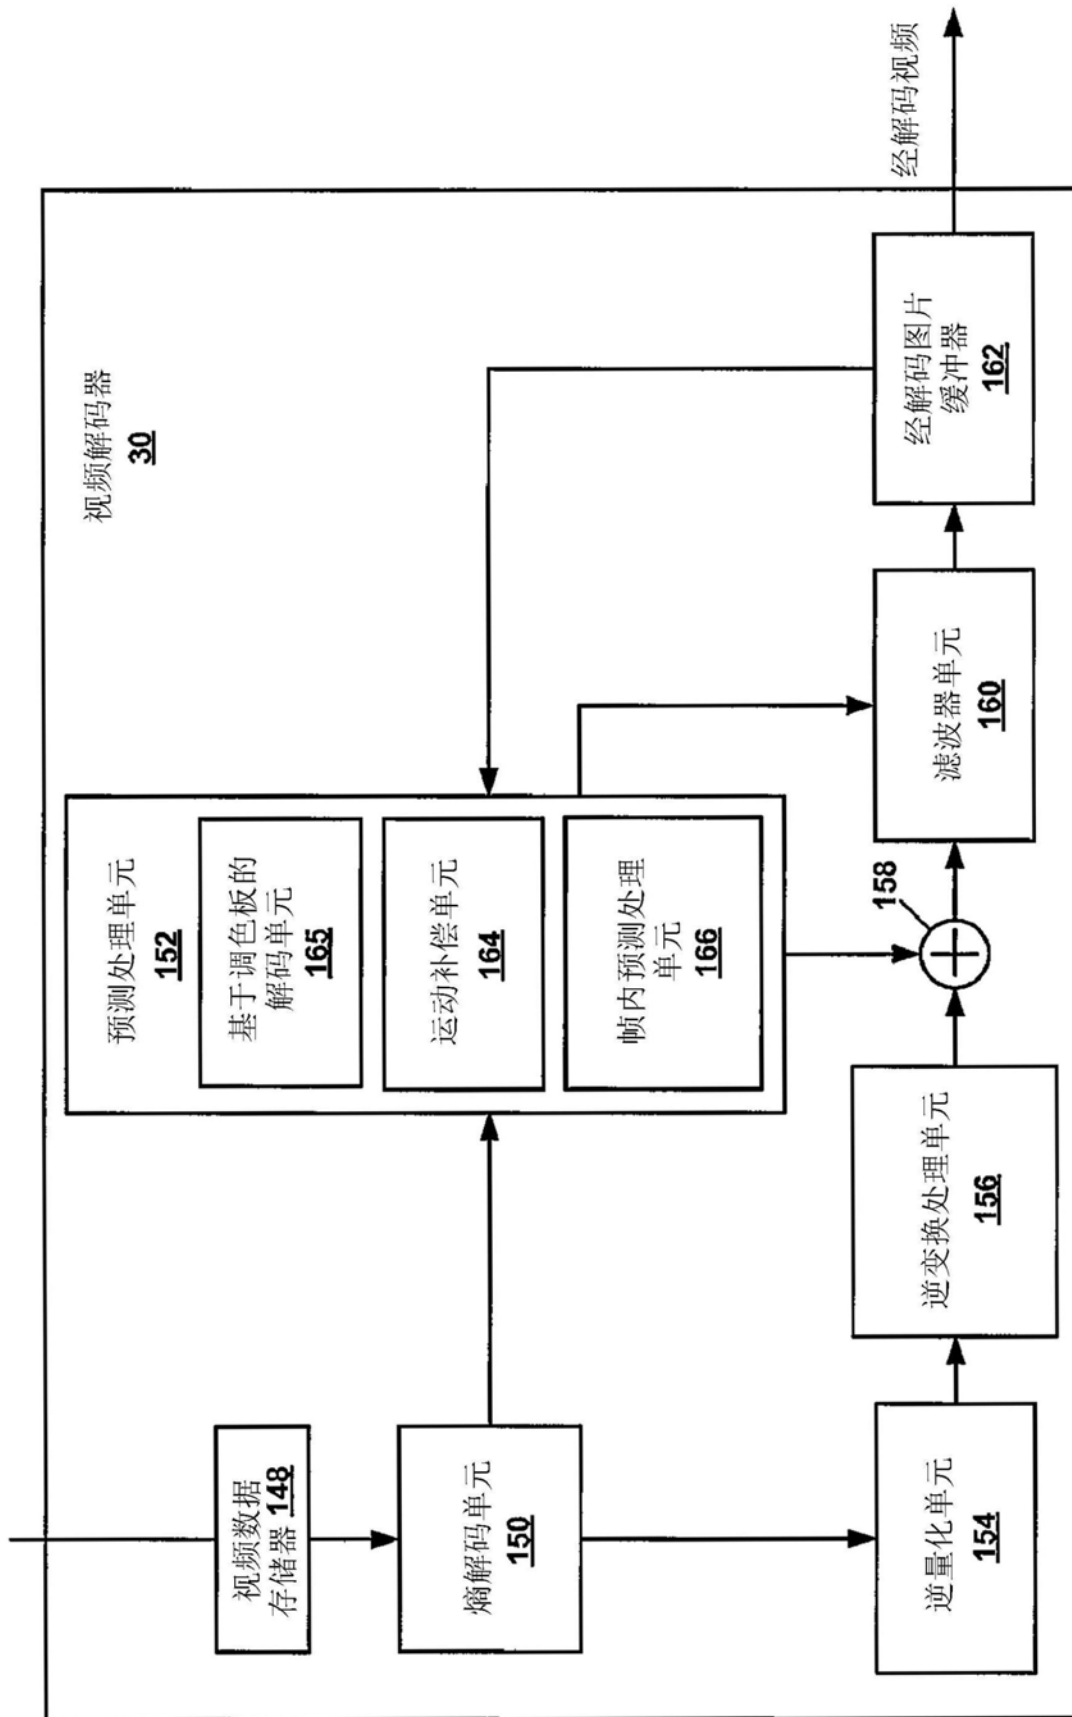 视频解码器
30
视频数据
存储器 148
熵解码单元
150
预测处理单元
152
基于调色板的
解码单元
165
运动补偿单元
164
帧内预测处理
单元
166
逆量化单元
154
逆变换处理单元
156
158
滤波器单元
160
经解码图片
缓冲器
162
经解码视频